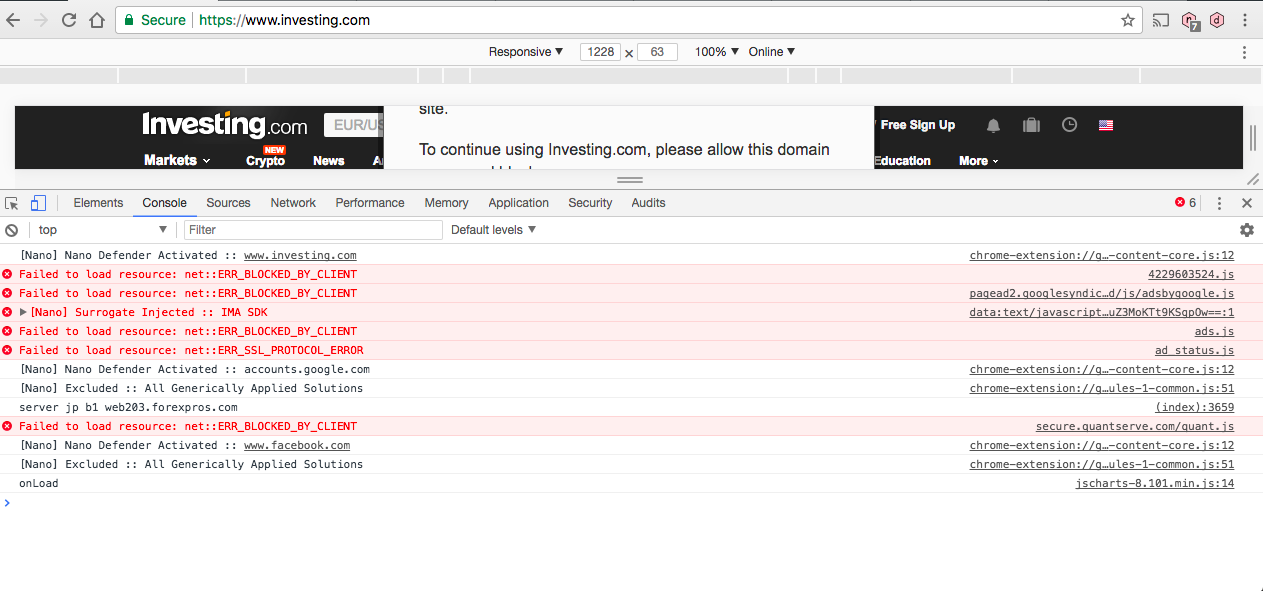 Secure https://www.investing.com
7
Responsive ▼ 1228 × 63 100% ▼ Online ▼
site.
Investing.com EUR/US Free Sign Up
To continue using Investing.com, please allow this domain
NEW
Markets Crypto News Education More
Elements Console Sources Network Performance Memory Application Security Audits 6
top ▼ Filter Default levels ▼
[Nano] Nano Defender Activated :: www.investing.com chrome-extension://g…-content-core.js:12
Failed to load resource: net::ERR_BLOCKED_BY_CLIENT 4229603524.js
Failed to load resource: net::ERR_BLOCKED_BY_CLIENT pagead2.googlesyndic…d/js/adsbygoogle.js
▶[Nano] Surrogate Injected :: IMA SDK data:text/javascript…uZ3MoKTt9KSgpOw==:1
Failed to load resource: net::ERR_BLOCKED_BY_CLIENT ads.js
Failed to load resource: net::ERR_SSL_PROTOCOL_ERROR ad_status.js
[Nano] Nano Defender Activated :: accounts.google.com chrome-extension://g…-content-core.js:12
[Nano] Excluded :: All Generically Applied Solutions chrome-extension://g…ules-1-common.js:51
server jp b1 web203.forexpros.com (index):3659
Failed to load resource: net::ERR_BLOCKED_BY_CLIENT secure.quantserve.com/quant.js
[Nano] Nano Defender Activated :: www.facebook.com chrome-extension://g…-content-core.js:12
[Nano] Excluded :: All Generically Applied Solutions chrome-extension://g…ules-1-common.js:51
onLoad jscharts-8.101.min.js:14